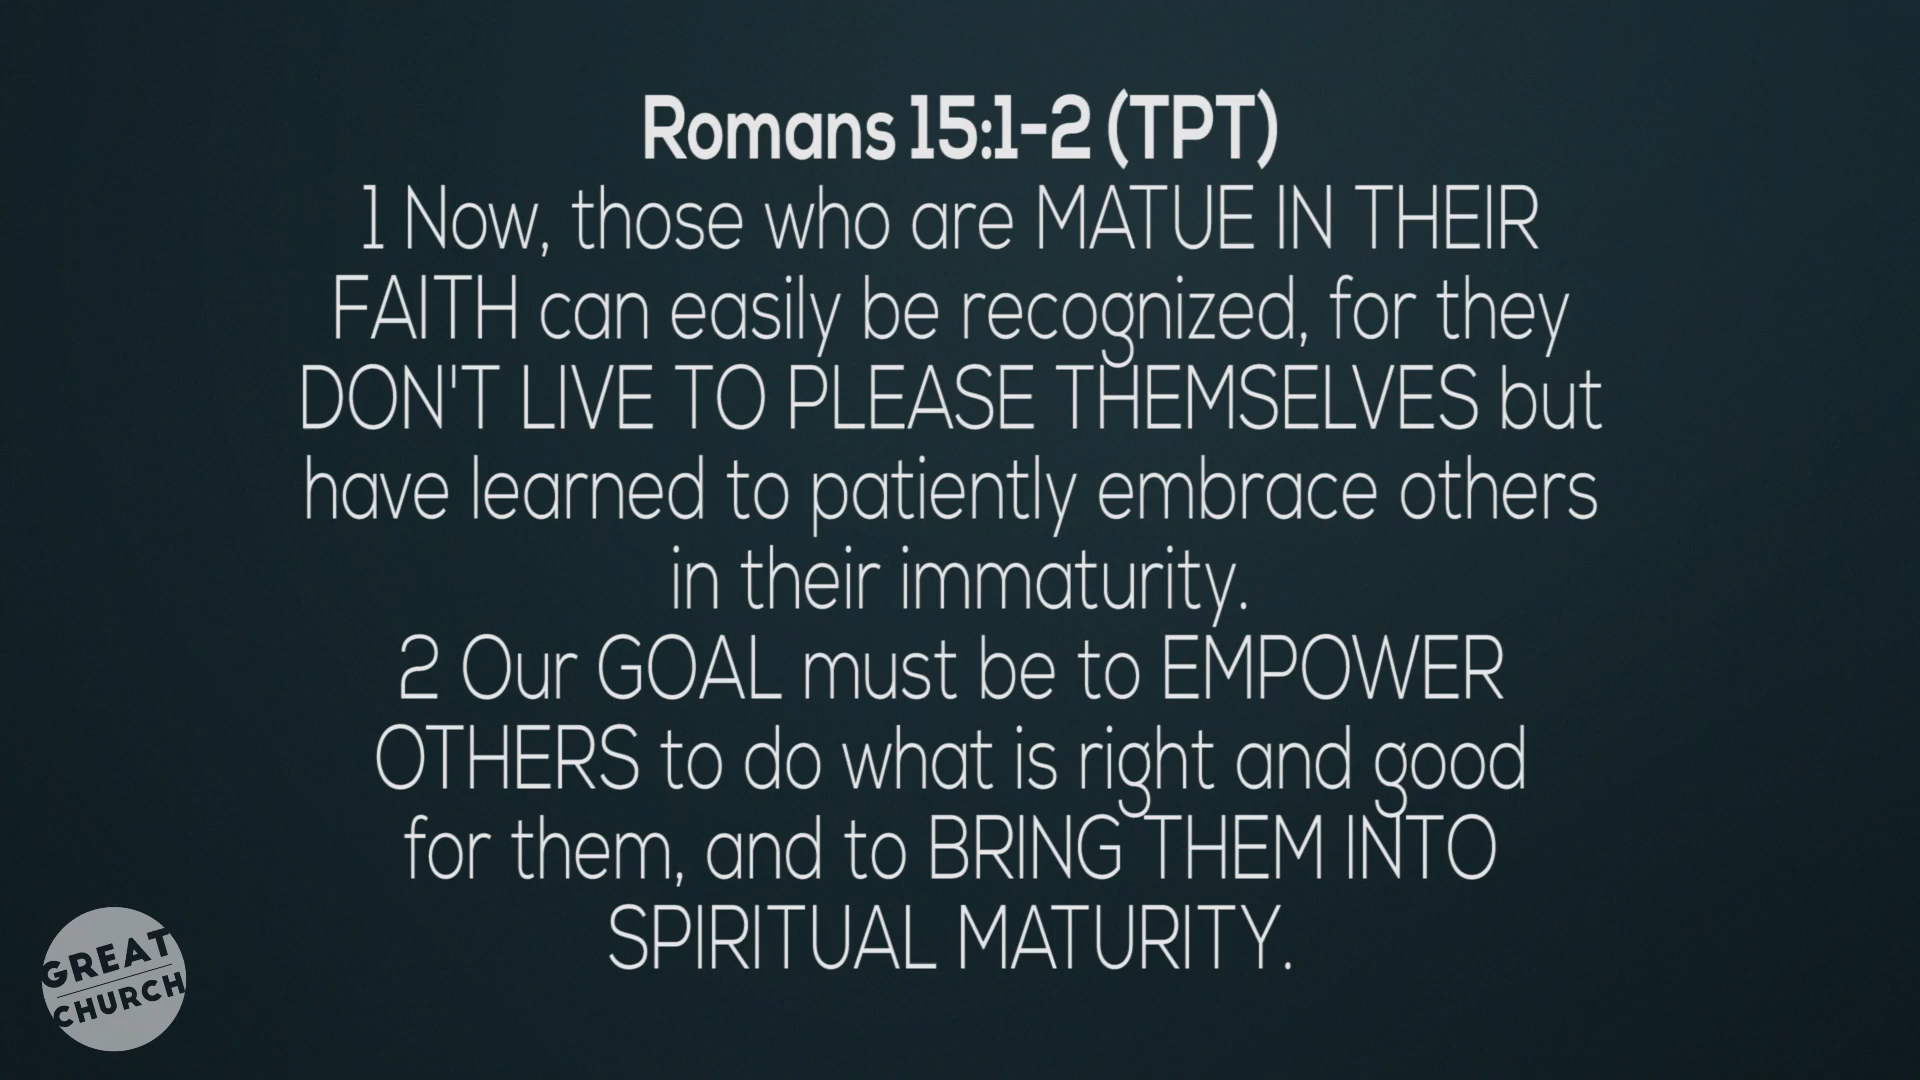 Romans 15:1-2 (TPT)
1 Now, those who are MATUE IN THEIR
FAITH can easily be recognized, for they
DON'T LIVE TO PLEASE THEMSELVES but
have learned to patiently embrace others
in their immaturity.
2 Our GOAL must be to EMPOWER
OTHERS to do what is right and good
for them, and to BRING THEM INTO
SPIRITUAL MATURITY.
GREAT
CHURCH